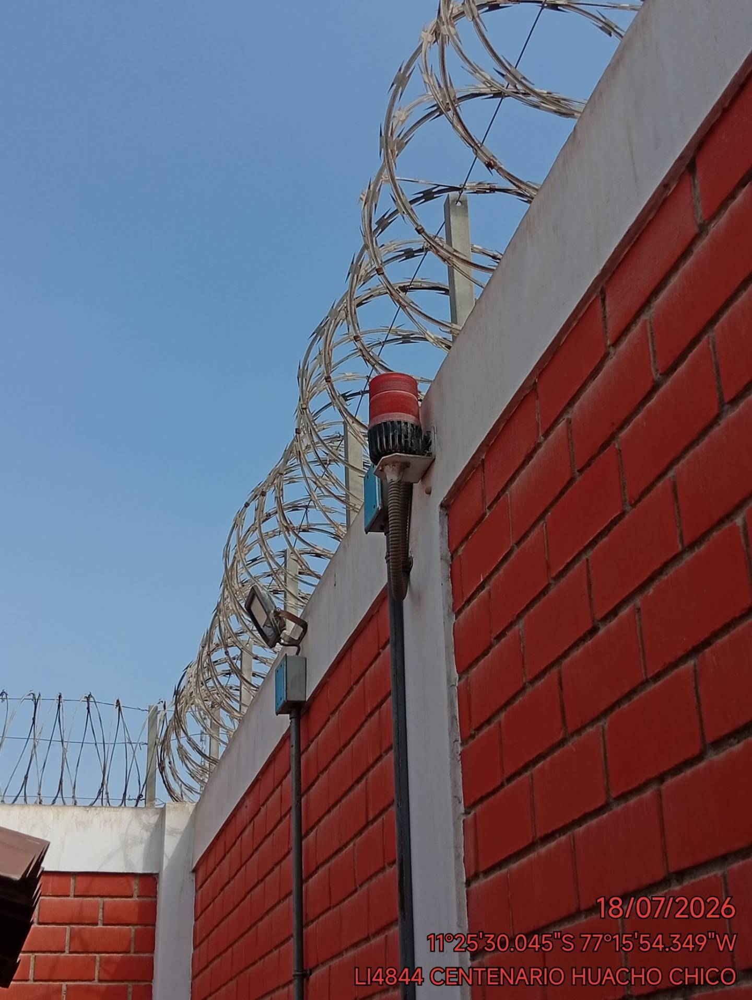 18/07/2026
11°25'30.045"S 77°15'54.349"W
LI4844 CENTENARIO HUACHO CHICO